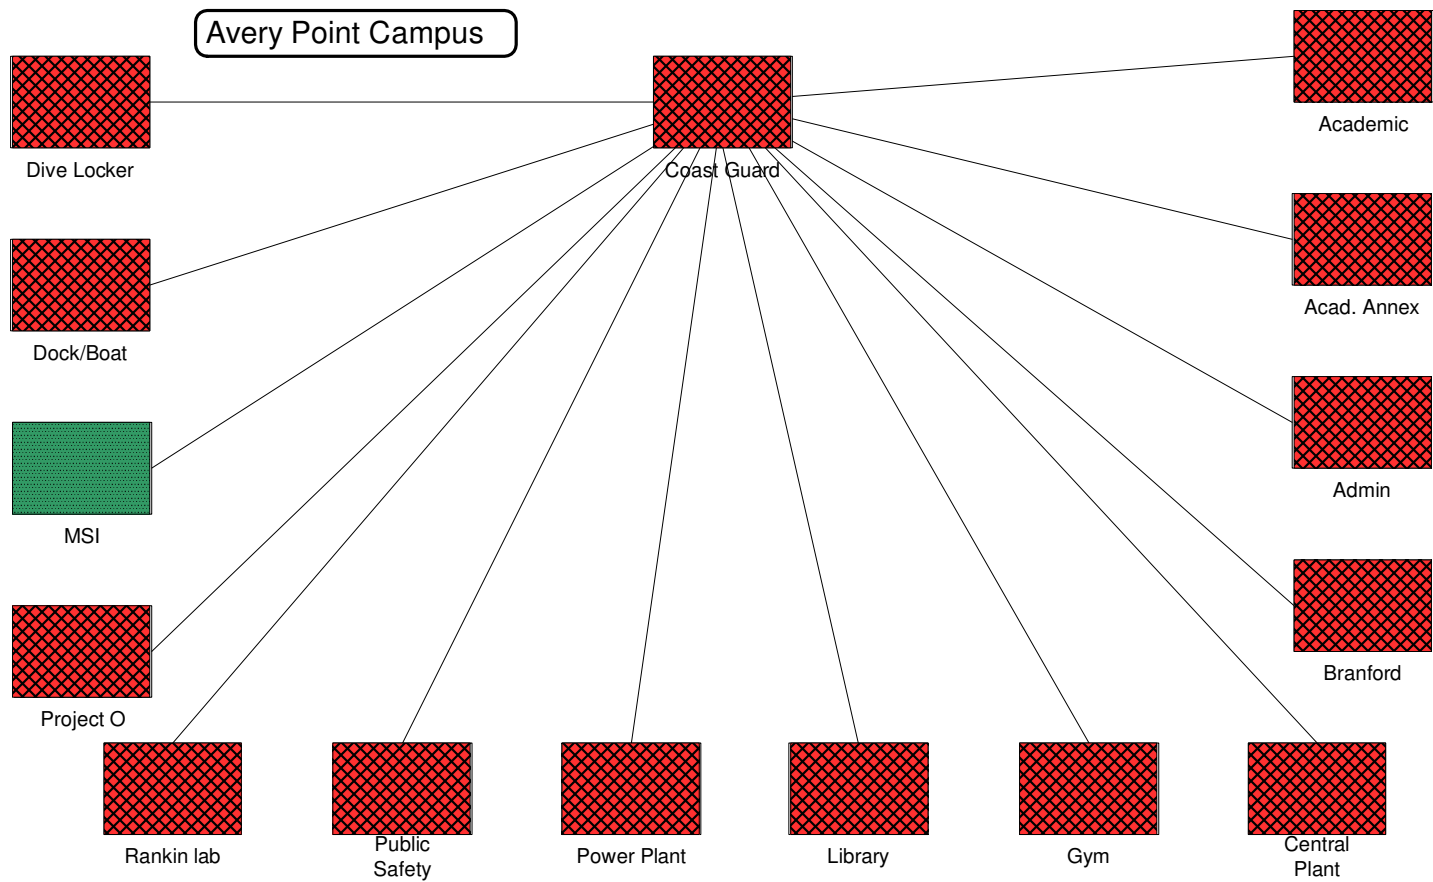 Avery Point Campus
Academic
Dive Locker
Coast Guard
Acad. Annex
Dock/Boat
Admin
MSI
Branford
Project O
Rankin lab
Public
Safety
Power Plant
Library
Gym
Central
Plant